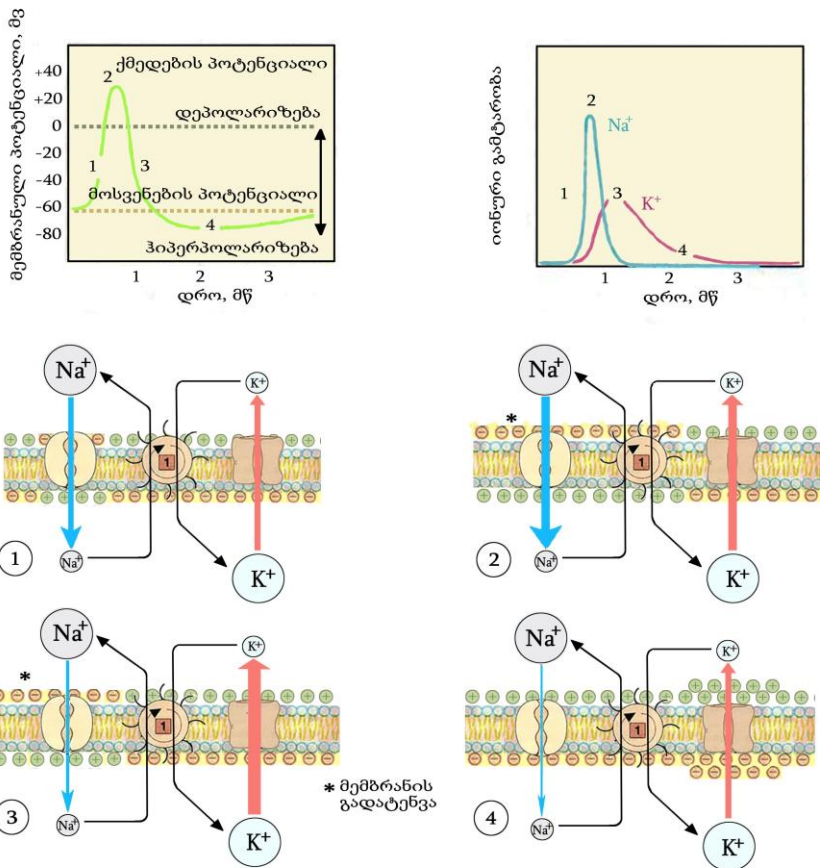 მემბრანული პოტენციალი, მვ
+40
+20
0
-20
-40
-60
-80
ქმედების პოტენციალი
2
დეპოლარიზება
1
3
მოსვენების პოტენციალი
4
ჰიპერპოლარიზება
1
2
3
დრო, მწ
იონური გამტარობა
2
Na⁺
1
3
K⁺
4
1
2
3
დრო, მწ
Na⁺
K⁺
1
Na⁺
K⁺
1
Na⁺
K⁺
*
1
Na⁺
K⁺
2
Na⁺
K⁺
*
1
Na⁺
K⁺
3
* მემბრანის
გადატენვა
Na⁺
K⁺
1
Na⁺
K⁺
4